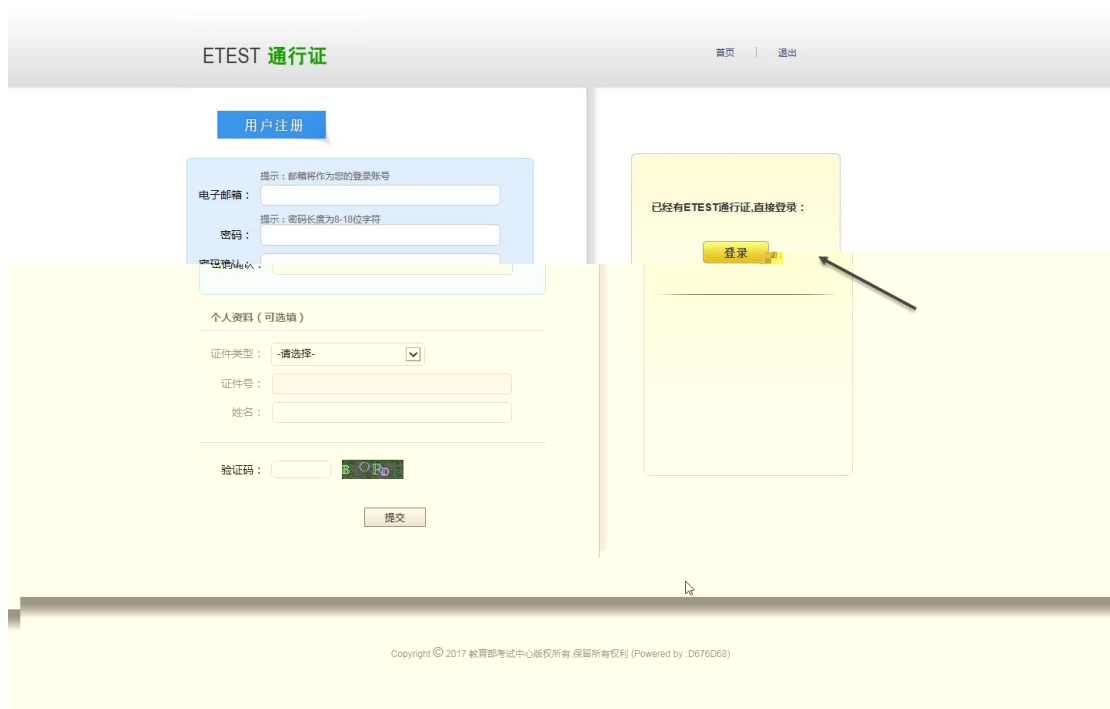 ETEST 通行证
首页 | 退出
用户注册
提示：邮箱将作为您的登录账号
电子邮箱：
提示：密码长度为8-18位字符
密码：
密码确认：
已经有ETEST通行证,直接登录：
登录
个人资料（可选填）
证件类型： -请选择-
证件号：
姓名：
验证码：
提交
Copyright © 2017 教育部考试中心版权所有.保留所有权利 (Powered by .D676D68)